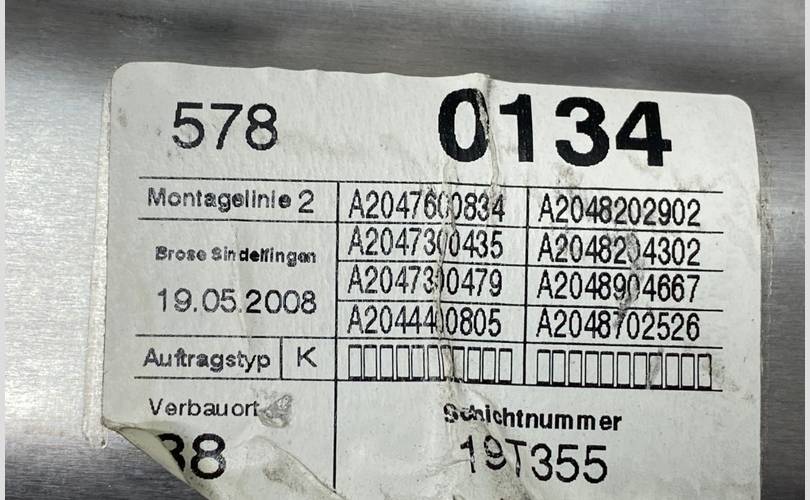 578 0134
Montagelinie 2 A2047600834 A2048202902
A2047300435 A2048204302
Brose Sindelfingen
A2047300479 A2048904667
19.05.2008
A2044400805 A2048702526
Auftragstyp K ▯▯▯▯▯▯▯▯▯▯▯ ▯▯▯▯▯▯▯▯▯▯▯
Verbauort Schichtnummer
38 19T355